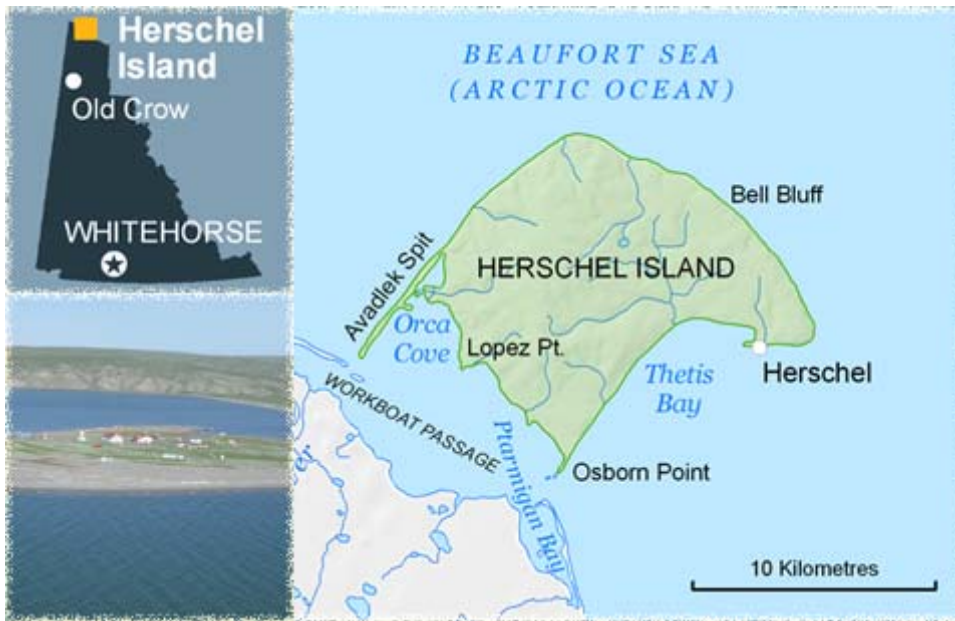 Herschel
Island
Old Crow
WHITEHORSE
BEAUFORT SEA
(ARCTIC OCEAN)
Bell Bluff
HERSCHEL ISLAND
Avadlek Spit
Orca
Cove
Lopez Pt.
Thetis
Bay
Herschel
WORKBOAT PASSAGE
Ptarmigan Bay
Osborn Point
10 Kilometres